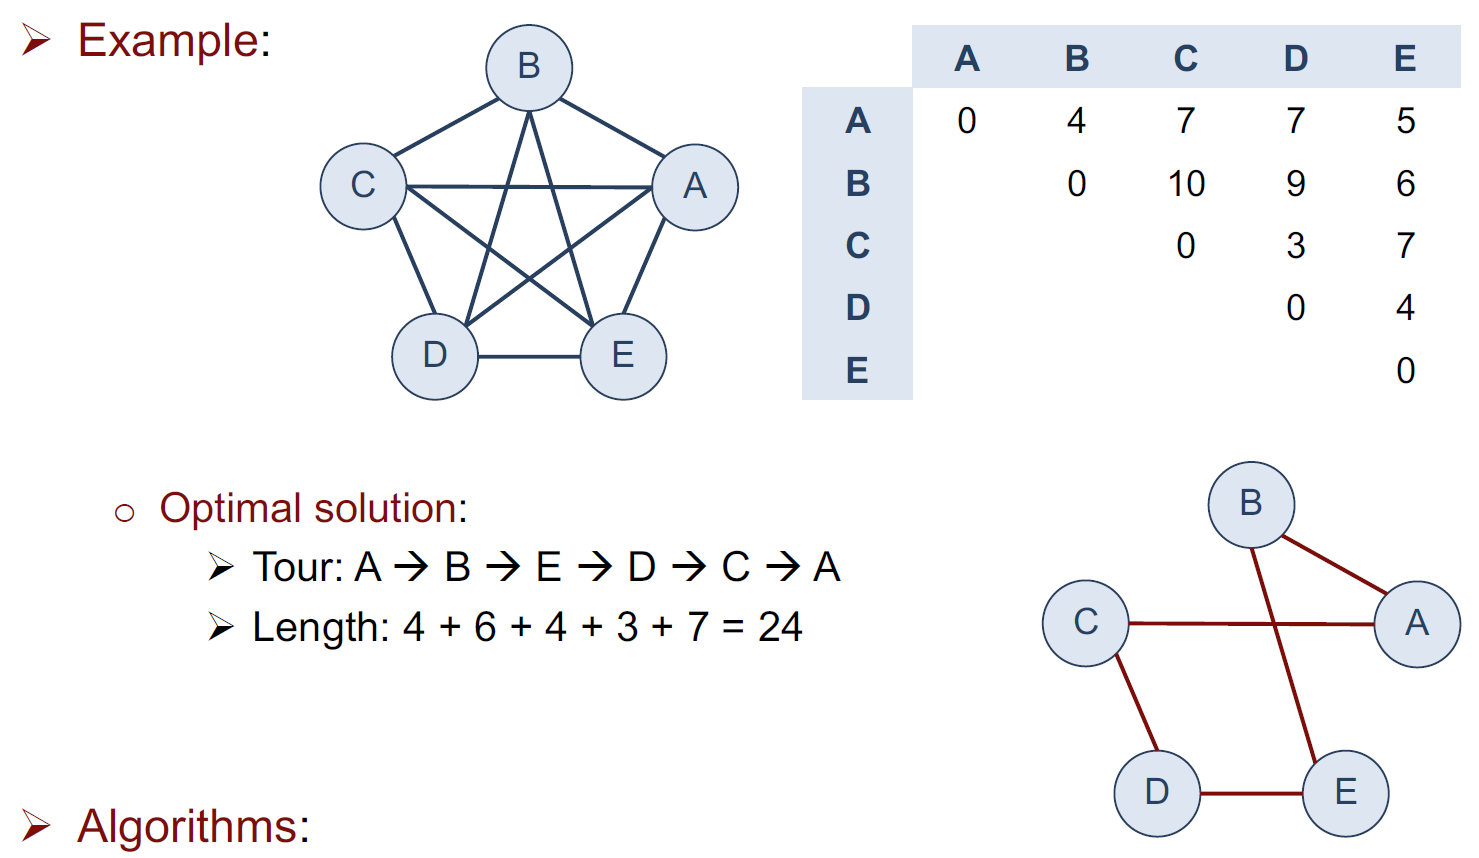 ➢ Example:
B
C A
D E
A B C D E
A 0 4 7 7 5
B 0 10 9 6
C 0 3 7
D 0 4
E 0
o Optimal solution:
➢ Tour: A → B → E → D → C → A
➢ Length: 4 + 6 + 4 + 3 + 7 = 24
B
C A
D E
➢ Algorithms: